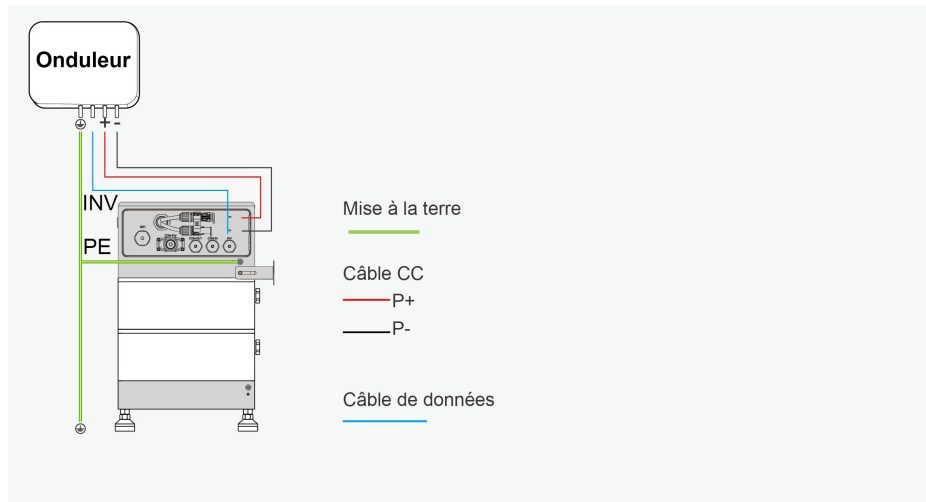 Onduleur
+ -
INV
PE
Mise à la terre
Câble CC
P+
P-
Câble de données